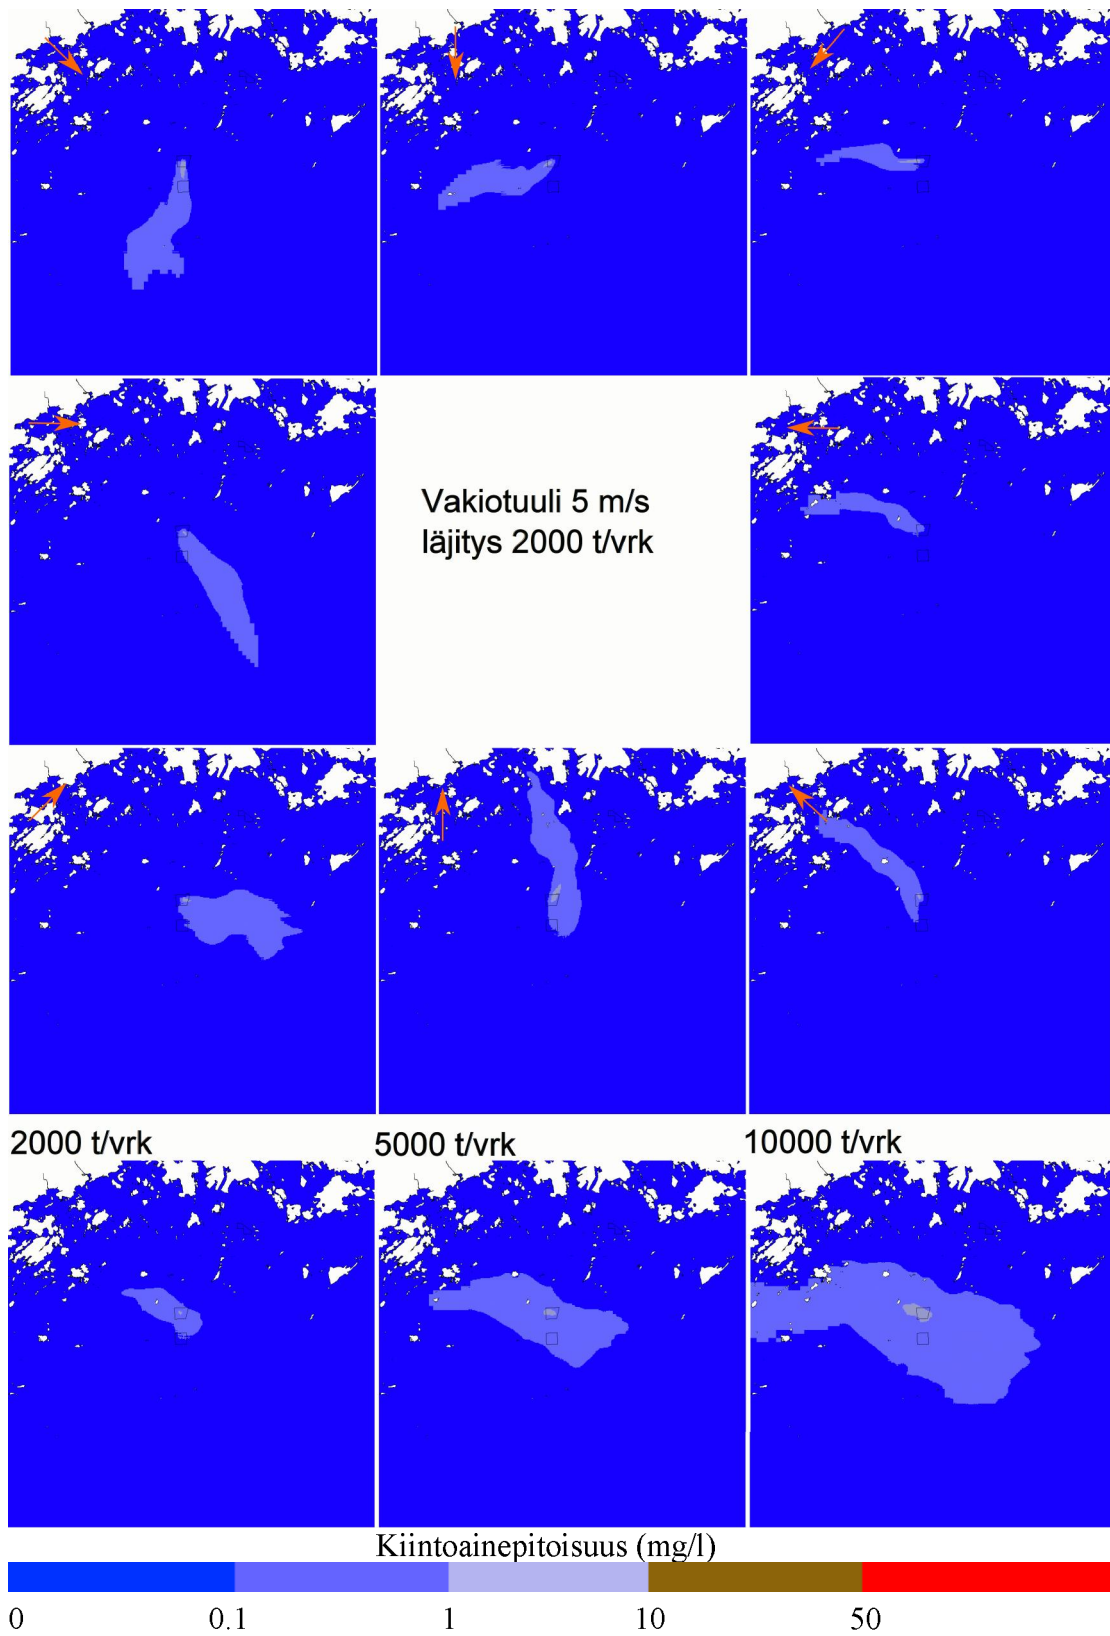 Vakiotuuli 5 m/s
läjitys 2000 t/vrk
2000 t/vrk
5000 t/vrk
10000 t/vrk
Kiintoainepitoisuus (mg/l)
0 0.1 1 10 50